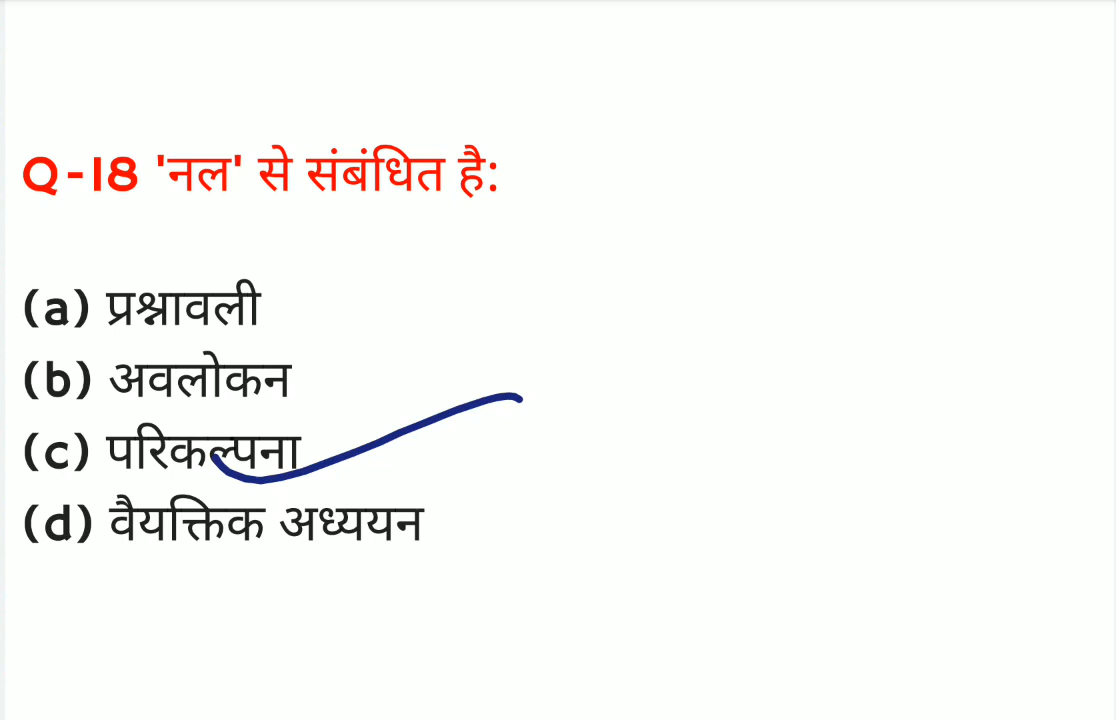 Q-18 'नल' से संबंधित है:
(a) प्रश्नावली
(b) अवलोकन
(c) परिकल्पना
(d) वैयक्तिक अध्ययन